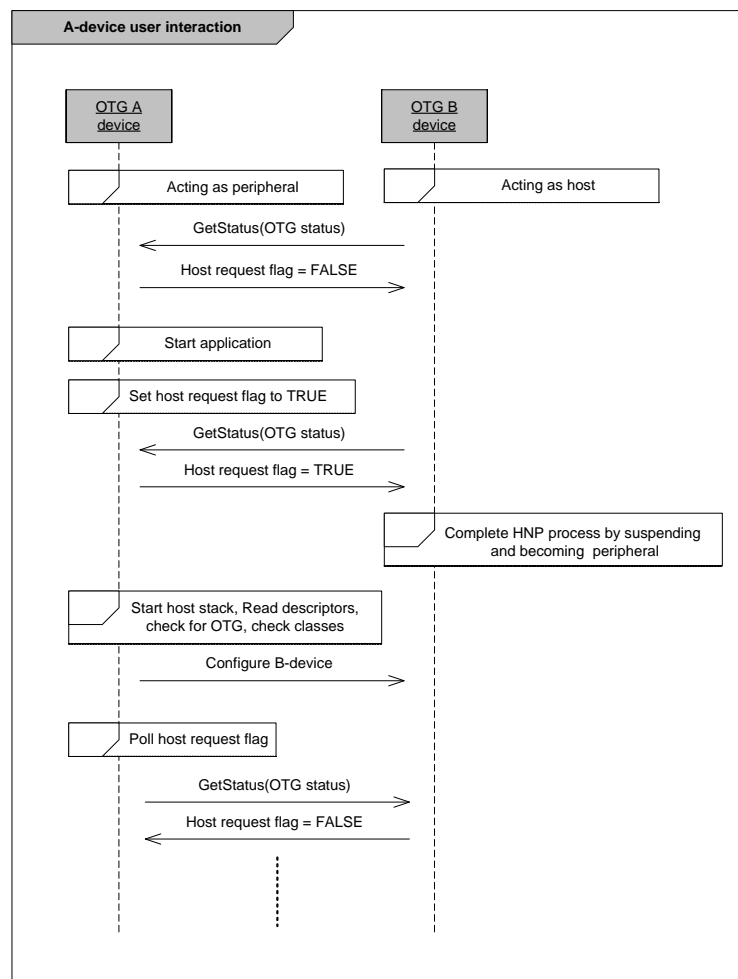 A-device user interaction
OTG A
device
OTG B
device
Acting as peripheral
Acting as host
GetStatus(OTG status)
Host request flag = FALSE
Start application
Set host request flag to TRUE
GetStatus(OTG status)
Host request flag = TRUE
Complete HNP process by suspending
and becoming peripheral
Start host stack, Read descriptors,
check for OTG, check classes
Configure B-device
Poll host request flag
GetStatus(OTG status)
Host request flag = FALSE